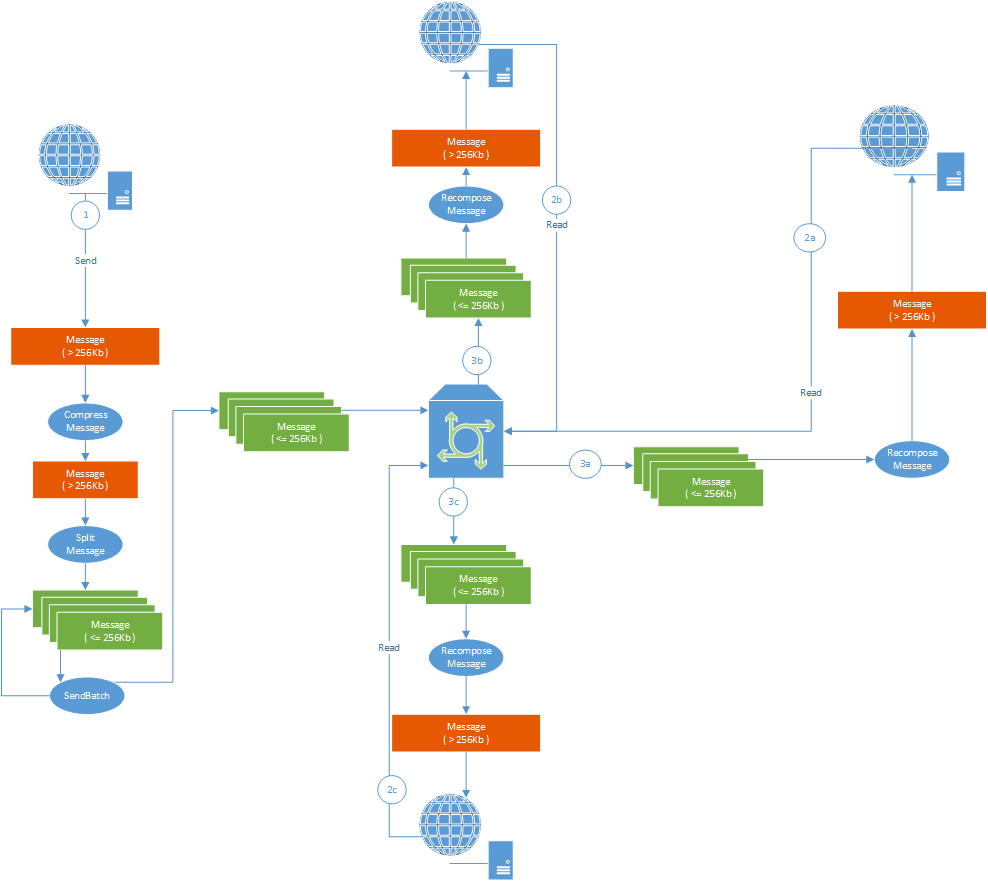 1
Send
Message
( > 256Kb )
Compress
Message
Message
( > 256Kb )
Split
Message
Message
( <= 256Kb )
SendBatch
Message
( <= 256Kb )
Message
( > 256Kb )
Recompose
Message
Message
( <= 256Kb )
3b
2b
Read
3c
Message
( <= 256Kb )
Recompose
Message
Message
( > 256Kb )
Read
2c
3a
Message
( <= 256Kb )
Recompose
Message
Message
( > 256Kb )
2a
Read